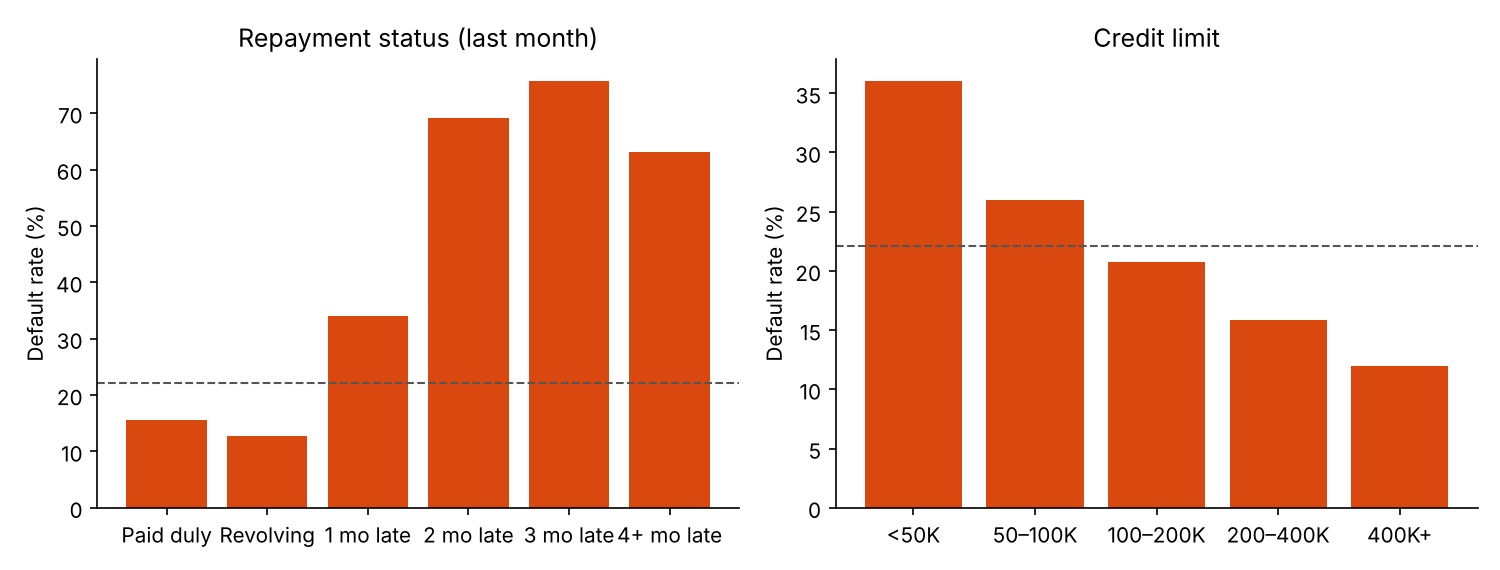 Repayment status (last month)
Default rate (%)
70
60
50
40
30
20
10
0
Paid duly Revolving 1 mo late 2 mo late 3 mo late 4+ mo late
Credit limit
Default rate (%)
35
30
25
20
15
10
5
0
<50K 50–100K 100–200K 200–400K 400K+